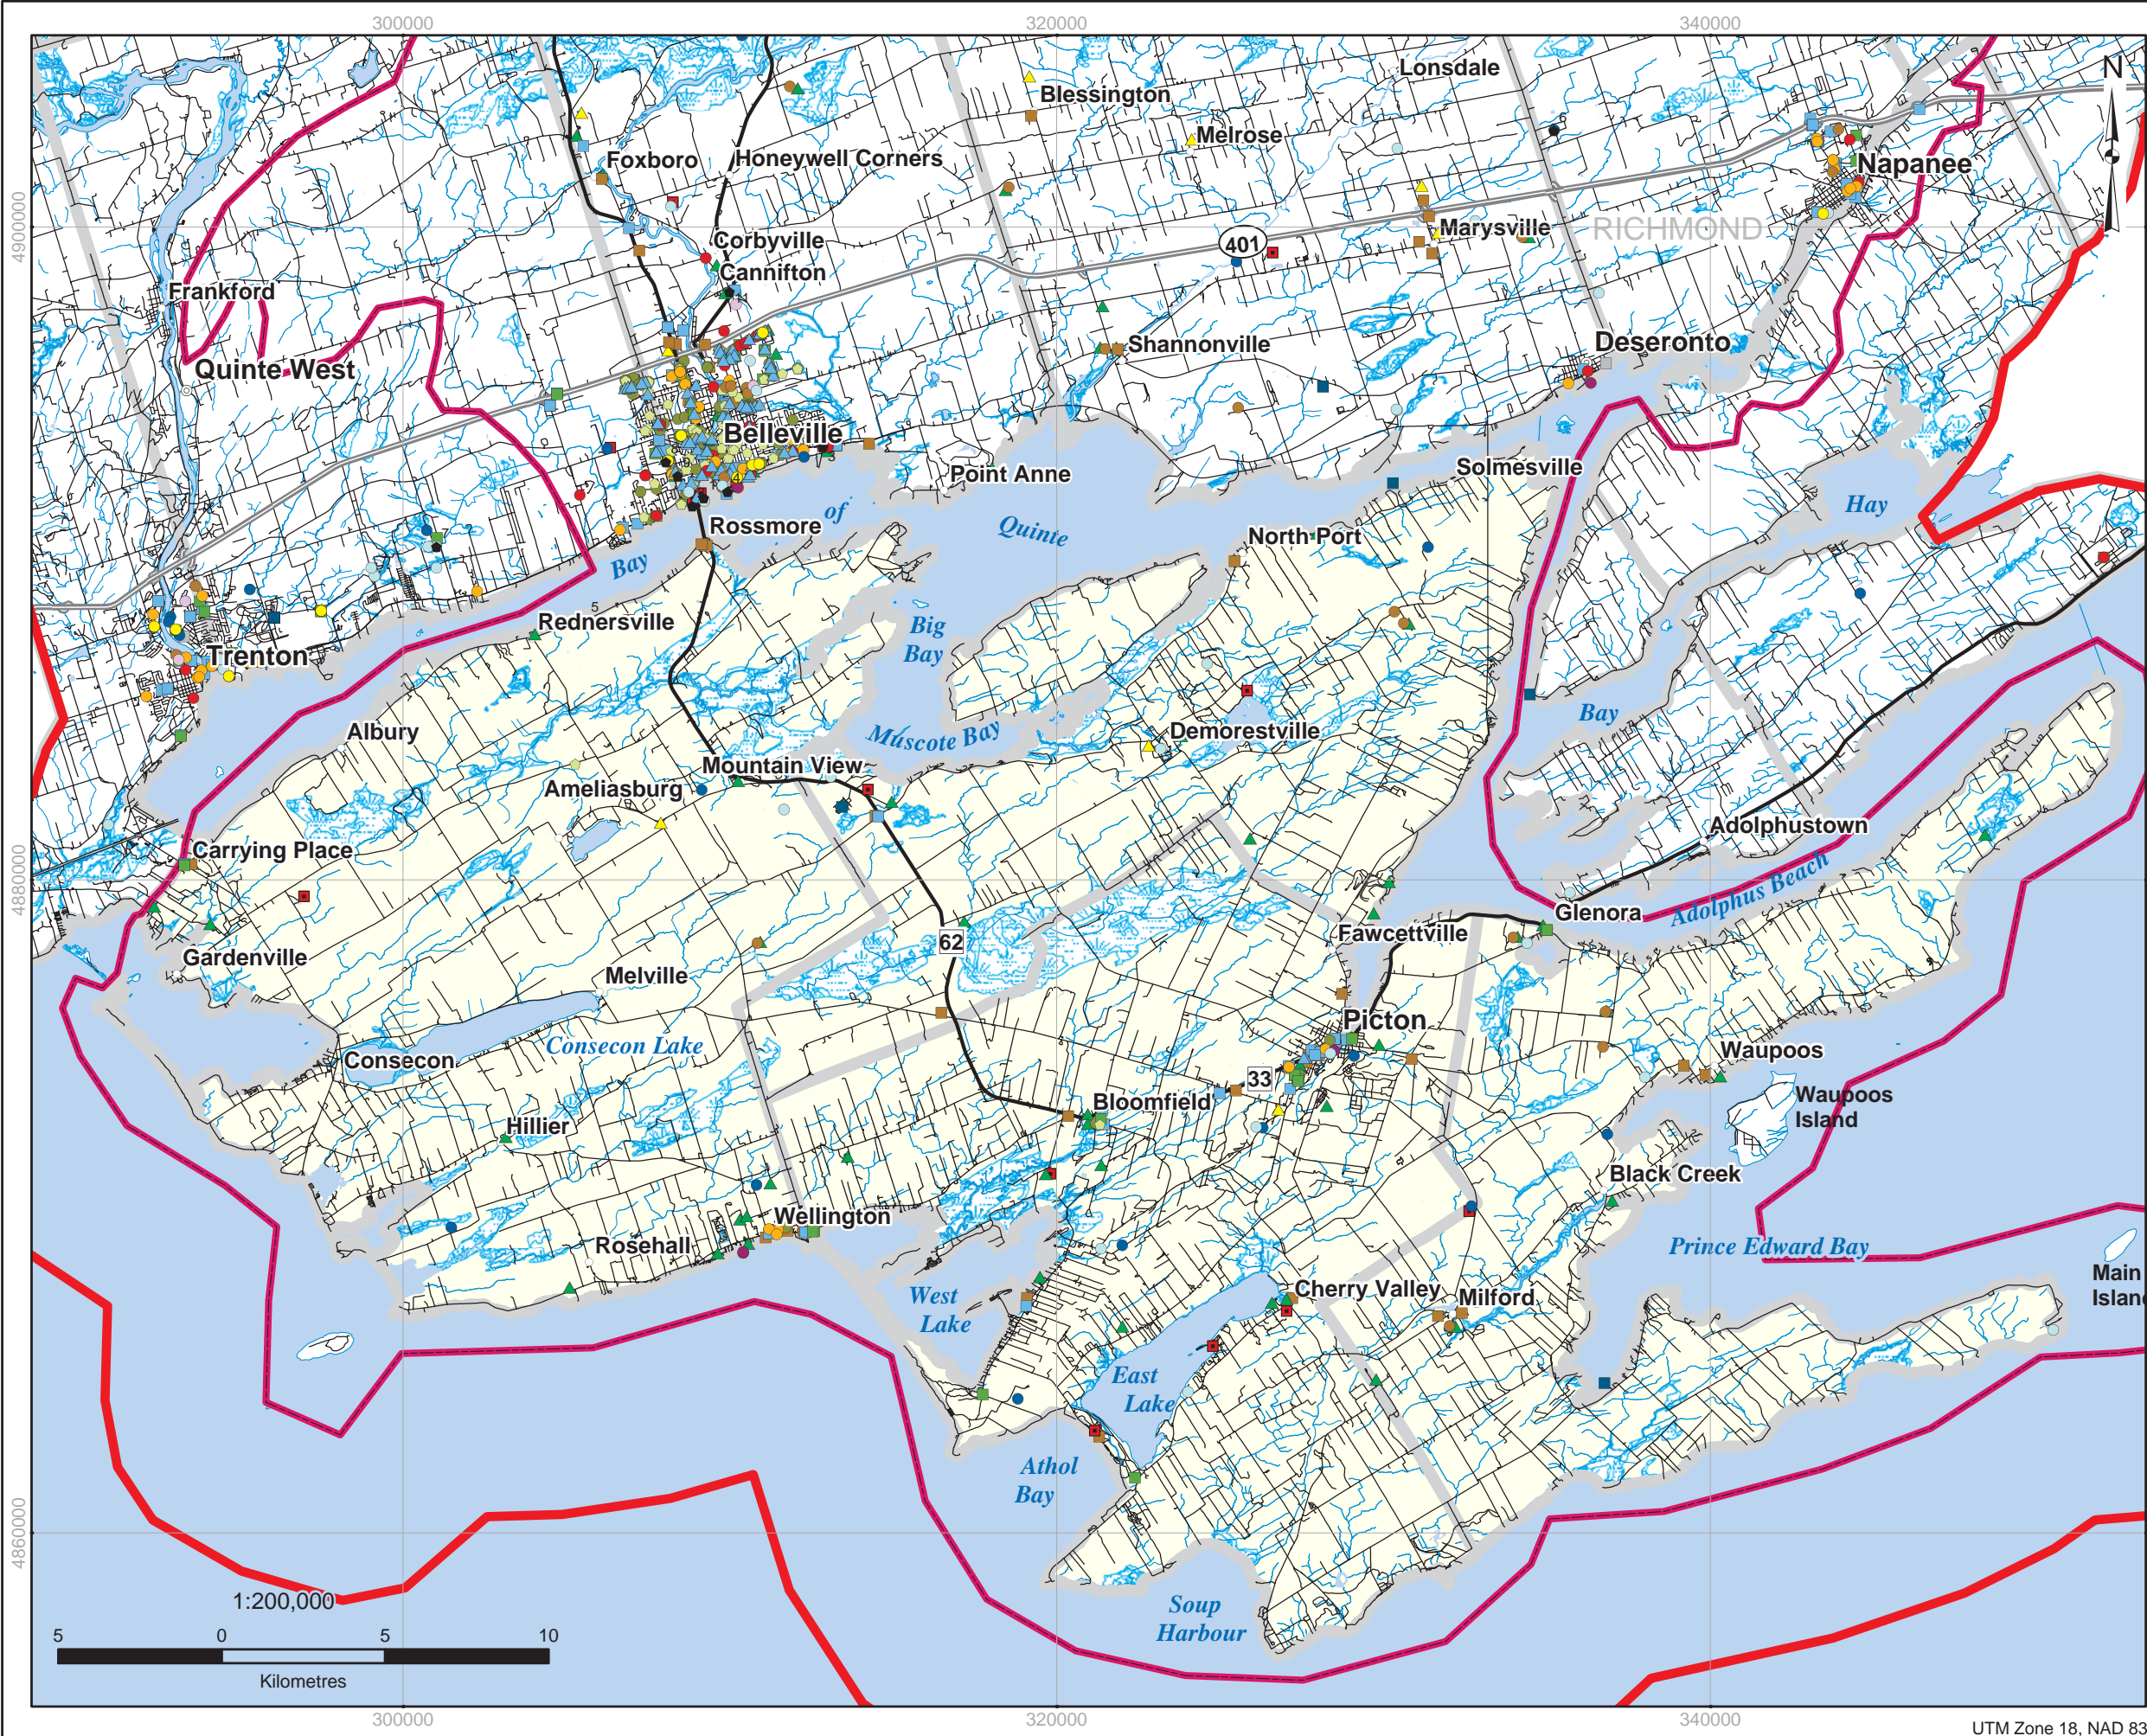 300000
320000
340000
N
Lonsdale
Blessington
Melrose
6
Foxboro
Honeywell Corners
Napanee
4900000
Marysville
RICHMOND
Corbyville
401
Cannifton
Frankford
Deseronto
Shannonville
Quinte West
Belleville
Point Anne
Solmesville
4
Hay
of
Rossmore
Quinte
North Port
Bay
5
Rednersville
Big
Bay
Trenton
Bay
Albury
Demorestville
Muscote Bay
Mountain View
Ameliasburg
Adolphustown
Carrying Place
4880000
Adolphus Beach
Glenora
Fawcettville
62
Gardenville
Melville
Picton
Consecon Lake
Waupoos
Consecon
33
Waupoos
Island
Bloomfield
Hillier
Black Creek
Wellington
Rosehall
Prince Edward Bay
Main
West
Lake
Cherry Valley
Milford
East
Lake
Athol
Bay
4860000
1:200,000
Soup
Harbour
5
0
5
10
Kilometres
300000
320000
340000
UTM Zone 18, NAD 83